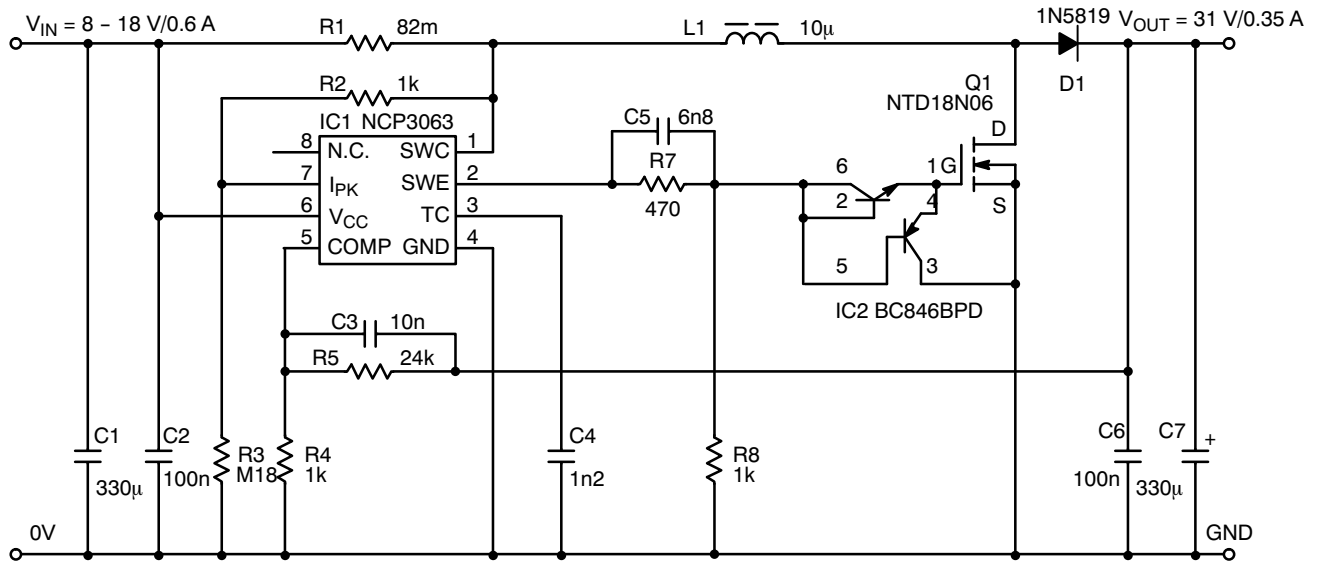 V_IN = 8 – 18 V/0.6 A
R1 82m
L1 10μ
1N5819
V_OUT = 31 V/0.35 A
D1
R2 1k
Q1
NTD18N06
IC1 NCP3063
C5 6n8
D
8 N.C. SWC 1
R7
7 I_PK SWE 2
470
6
1 G
2
4
S
6 V_CC TC 3
5 COMP GND 4
5
3
IC2 BC846BPD
C3 10n
R5 24k
C1
330μ
C2
100n
R3
M18
R4
1k
C4
1n2
R8
1k
C6
100n
C7
+
330μ
0V
GND